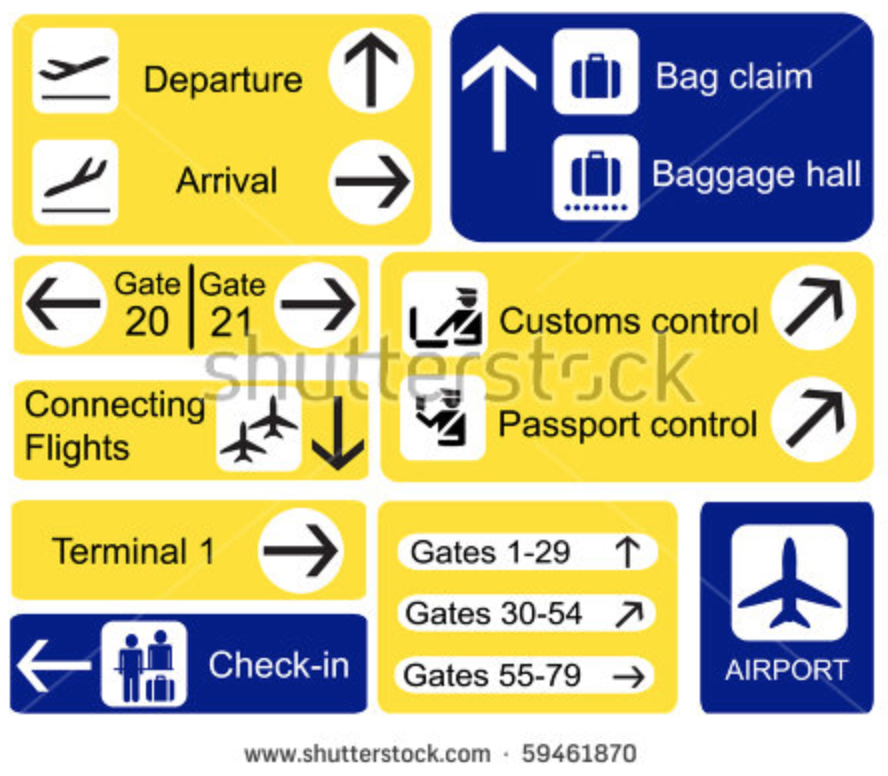 Departure
Arrival
Bag claim
Baggage hall
Gate
20
Gate
21
Customs control
Passport control
Connecting
Flights
Terminal 1
Check-in
Gates 1-29
Gates 30-54
Gates 55-79
AIRPORT
shutterstock
www.shutterstock.com · 59461870